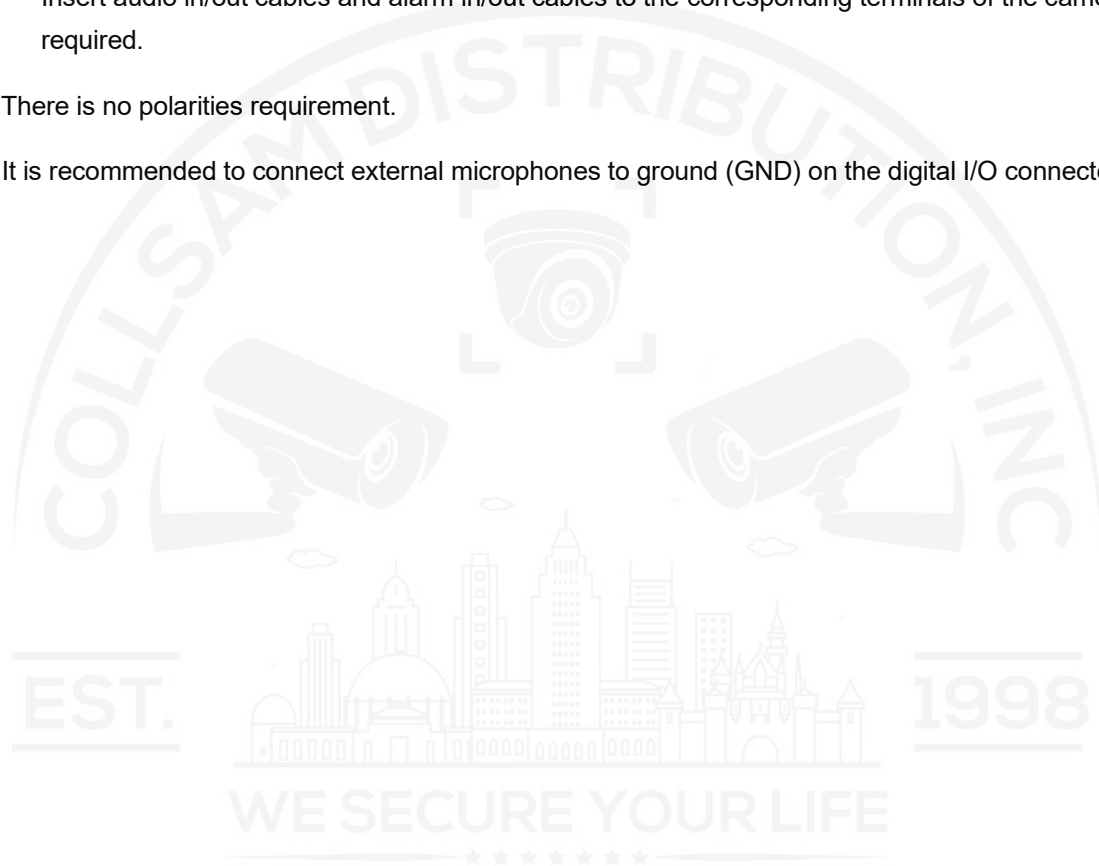 Insert audio in/out cables and alarm in/out cables to the corresponding terminals of the
required.
There is no polarities requirement.
It is recommended to connect external microphones to ground (GND) on the digital I/O
COLLSAM DISTRIBUTION, INC
EST.
1998
WE SECURE YOUR LIFE